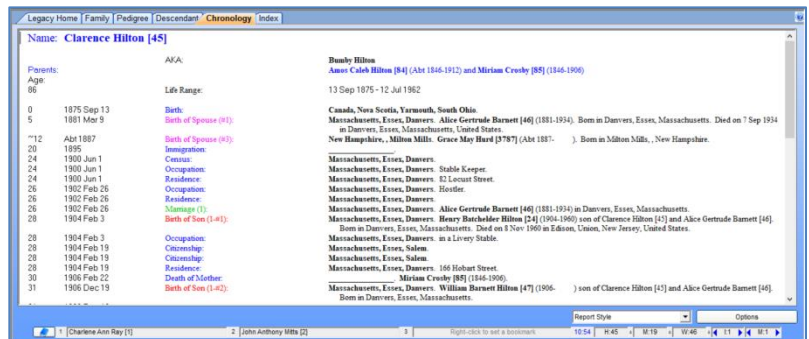 Legacy Home Family Pedigree Descendant Chronology Index
Name: Clarence Hilton [45]
AKA: Bumby Hilton
Parents: Amos Caleb Hilton [84] (Abt 1846-1912) and Miriam Crosby [85] (1846-1906)
Age:
86 Life Range: 13 Sep 1875 - 12 Jul 1962
0 1875 Sep 13 Birth: Canada, Nova Scotia, Yarmouth, South Ohio.
5 1881 Mar 9 Birth of Spouse (#1): Massachusetts, Essex, Danvers. Alice Gertrude Barnett [46] (1881-1934). Born in Danvers, Essex, Massachusetts. Died on 7 Sep 1934
in Danvers, Essex, Massachusetts, United States.
~12 Abt 1887 Birth of Spouse (#3): New Hampshire, , Milton Mills. Grace May Hurd [3787] (Abt 1887- ). Born in Milton Mills, , New Hampshire.
20 1895 Immigration: .
24 1900 Jun 1 Census: Massachusetts, Essex, Danvers.
24 1900 Jun 1 Occupation: Massachusetts, Essex, Danvers. Stable Keeper.
24 1900 Jun 1 Residence: Massachusetts, Essex, Danvers. 82 Locust Street.
26 1902 Feb 26 Occupation: Massachusetts, Essex, Danvers. Hostler.
26 1902 Feb 26 Residence: Massachusetts, Essex, Danvers.
26 1902 Feb 26 Marriage (1): Massachusetts, Essex, Danvers. Alice Gertrude Barnett [46] (1881-1934) in Danvers, Essex, Massachusetts.
28 1904 Feb 3 Birth of Son (1-#1): Massachusetts, Essex, Danvers. Henry Batchelder Hilton [24] (1904-1960) son of Clarence Hilton [45] and Alice Gertrude Barnett [46].
Born in Danvers, Essex, Massachusetts. Died on 8 Nov 1960 in Edison, Union, New Jersey, United States.
28 1904 Feb 3 Occupation: Massachusetts, Essex, Danvers. in a Livery Stable.
28 1904 Feb 19 Citizenship: Massachusetts, Essex, Salem.
28 1904 Feb 19 Citizenship: Massachusetts, Essex, Salem.
28 1904 Feb 19 Residence: Massachusetts, Essex, Danvers. 166 Hobart Street.
30 1906 Feb 22 Death of Mother: . Miriam Crosby [85] (1846-1906).
31 1906 Dec 19 Birth of Son (1-#2): Massachusetts, Essex, Danvers. William Barnett Hilton [47] (1906- ) son of Clarence Hilton [45] and Alice Gertrude Barnett [46].
Born in Danvers, Essex, Massachusetts.
Report Style Options
1 Charlene Ann Ray [1] 2 John Anthony Mitts [2] 3 Right-click to set a bookmark 10:54 H:45 M:19 W:46 I:1 M:1